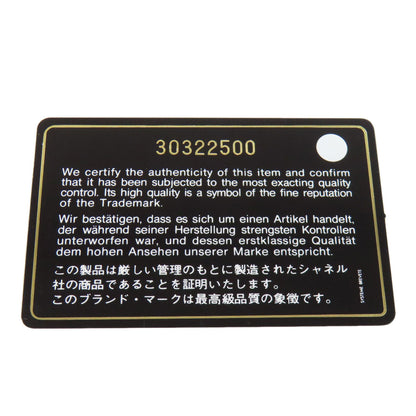 30322500
We certify the authenticity of this item and confirm
that it has been subjected to the most exacting quality
control. Its high quality is a symbol of the fine reputation
of the Trademark.
Wir bestätigen, dass es sich um einen Artikel handelt,
der während seiner Herstellung strengsten Kontrollen
unterworfen war, und dessen erstklassige Qualität
dem hohen Ansehen unserer Marke entspricht.
この製品は厳しい管理のもとに製造されたシャネル
社の商品であることを証明いたします。
このブランド・マークは最高級品質の象徴です。
SYSTEME BREVETE